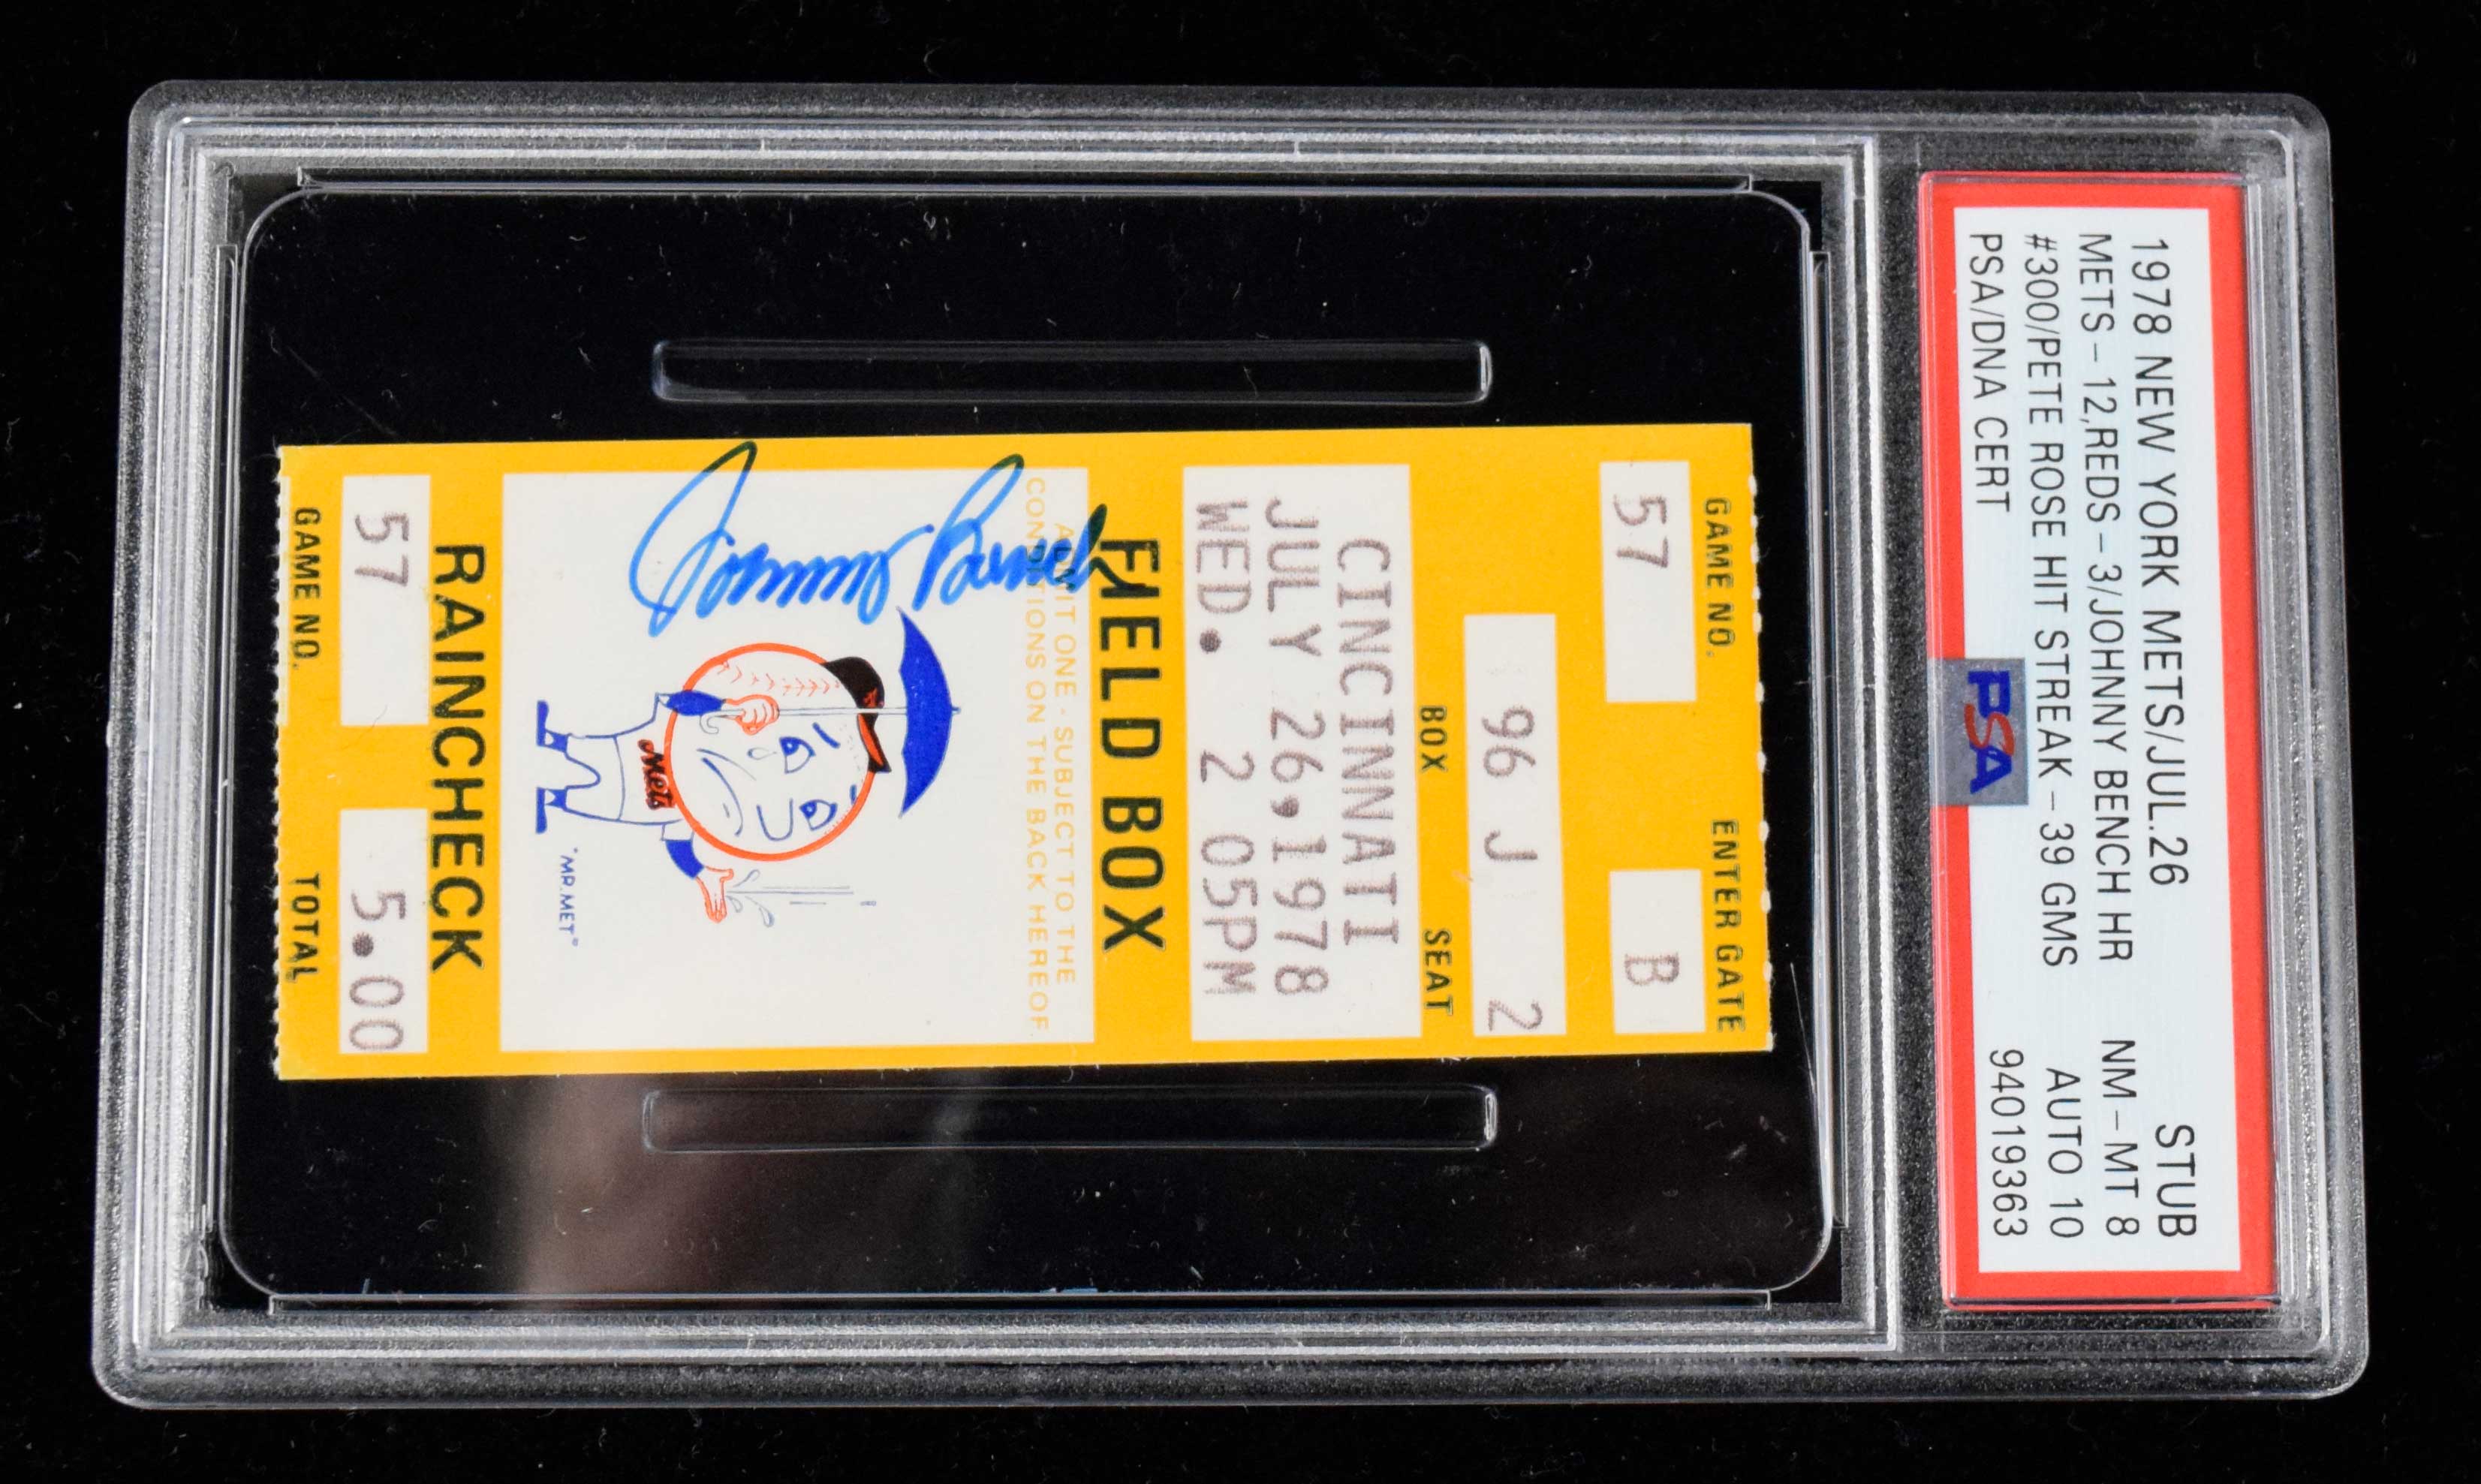 1978 NEW YORK METS/JUL.26 STUB
METS-12,REDS-3/JOHNNY BENCH HR NM-MT 8
#300/PETE ROSE HIT STREAK-39 GMS AUTO 10
PSA/DNA CERT 94019363
PSA
GAME NO. ENTER GATE
57 B
96 J 2
BOX SEAT
CINCINNATI
JULY 26,1978
WED. 2 05PM
FIELD BOX
ADMIT ONE - SUBJECT TO THE
CONDITIONS ON THE BACK HEREOF
Johnny Bench
Mets
"MR. MET"
RAINCHECK
57 5.00
GAME NO. TOTAL